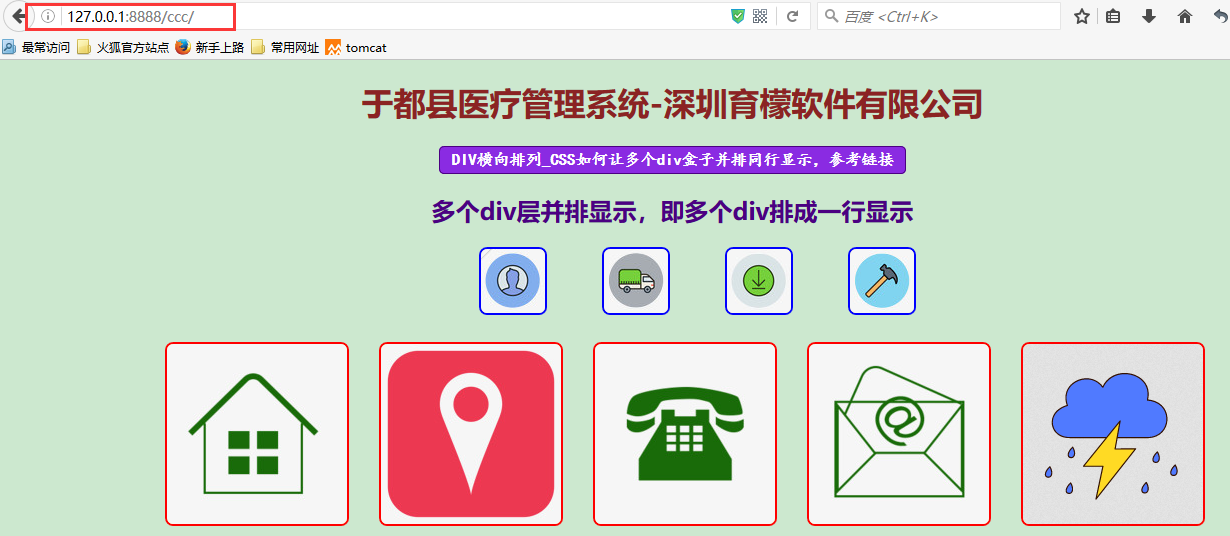 127.0.0.1:8888/ccc/
百度 <Ctrl+K>
最常访问 火狐官方站点 新手上路 常用网址 tomcat
于都县医疗管理系统-深圳育檬软件有限公司
DIV横向排列_CSS如何让多个div盒子并排同行显示，参考链接
多个div层并排显示，即多个div排成一行显示
@